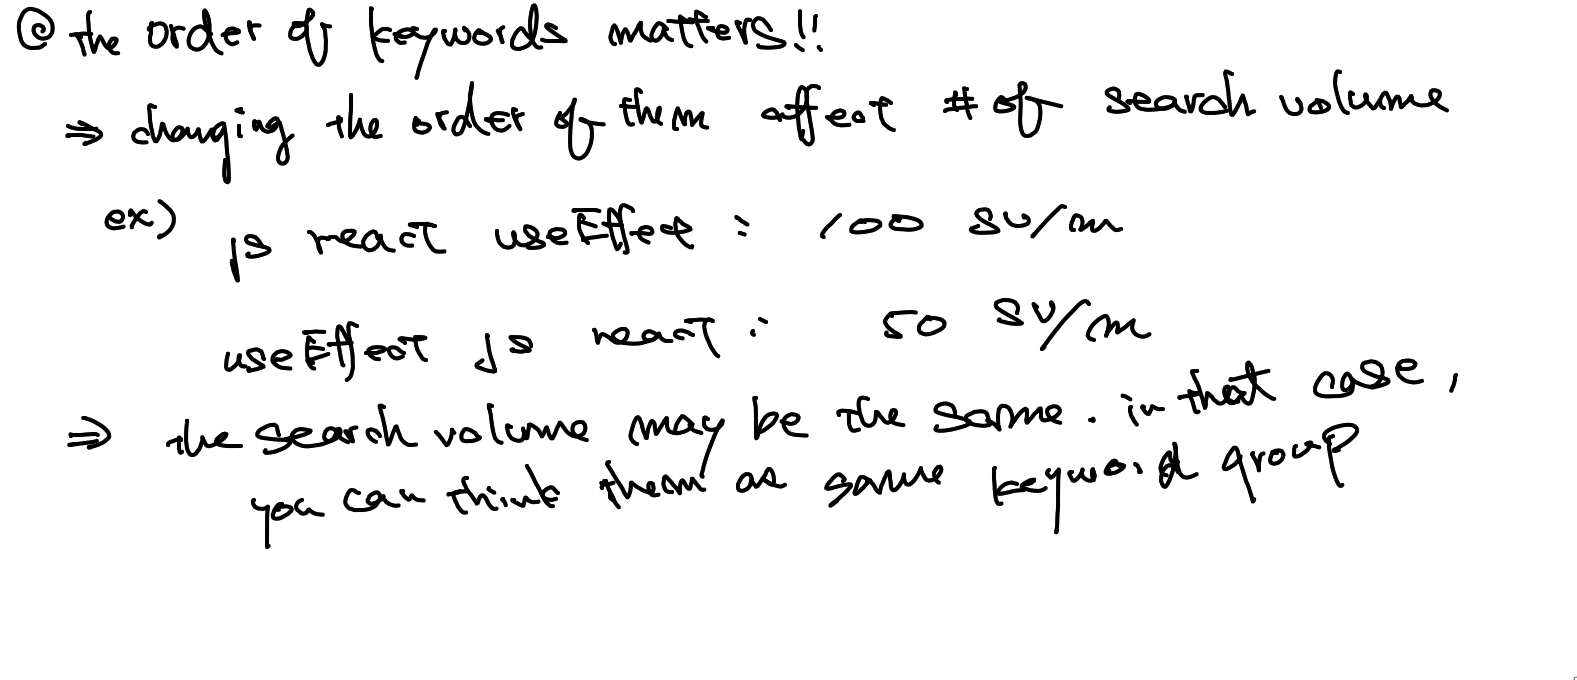 @ the order of keywords matters!!
⇒ changing the order of them affect # of search volume
ex)
js react useEffect : 100 sv/m
useEffect js react : 50 sv/m
⇒ the search volume may be the same. in that case,
you can think them as same keyword group